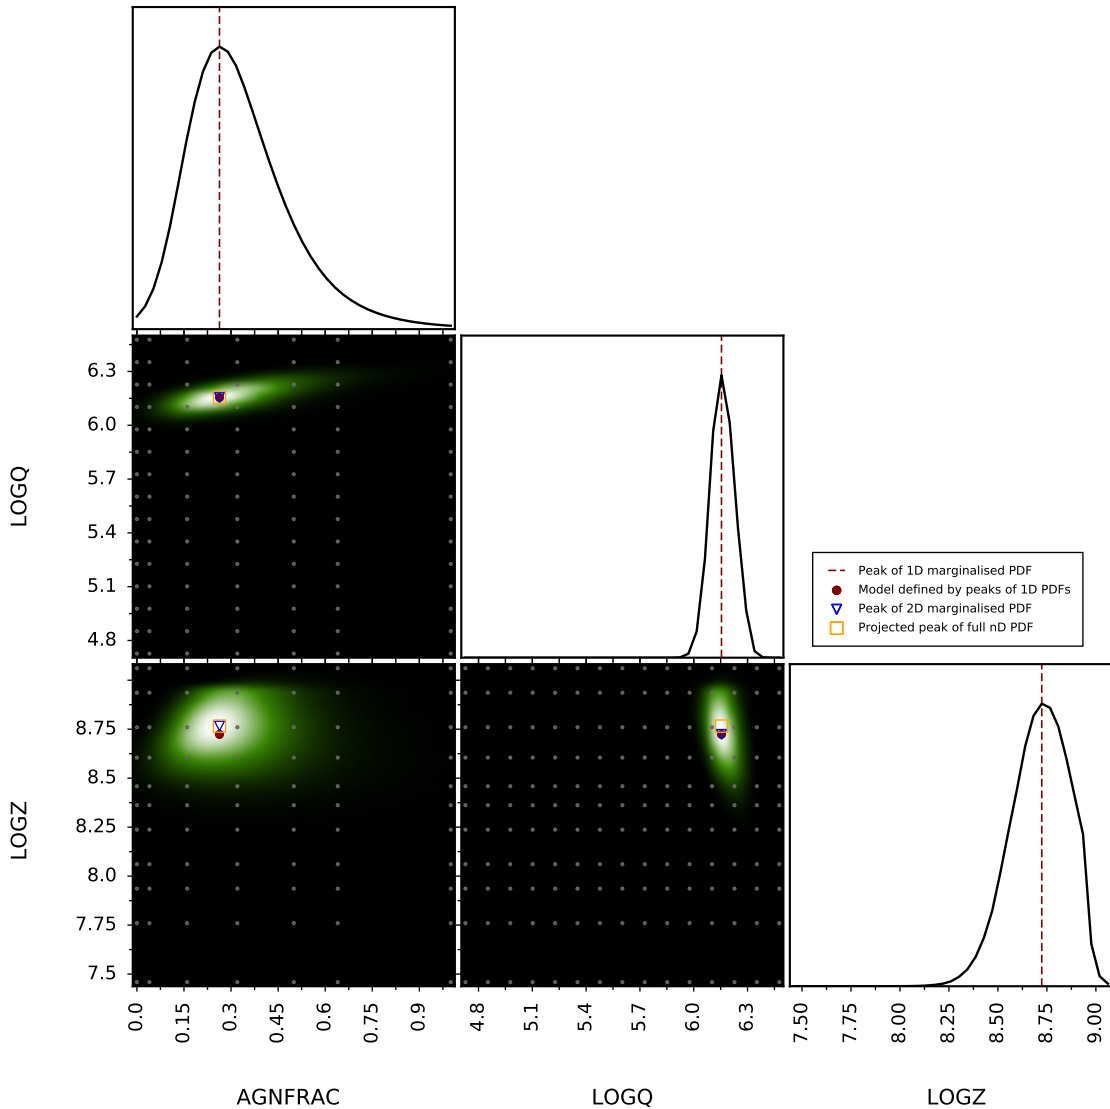 6.3
6.0
5.7
5.4
5.1
4.8
LOGQ
Peak of 1D marginalised PDF
Model defined by peaks of 1D PDFs
Peak of 2D marginalised PDF
Projected peak of full nD PDF
8.75
8.5
8.25
8.0
7.75
7.5
LOGZ
0.0 0.15 0.3 0.45 0.6 0.75 0.9
4.8 5.1 5.4 5.7 6.0 6.3
7.50 7.75 8.00 8.25 8.50 8.75 9.00
AGNFRAC LOGQ LOGZ